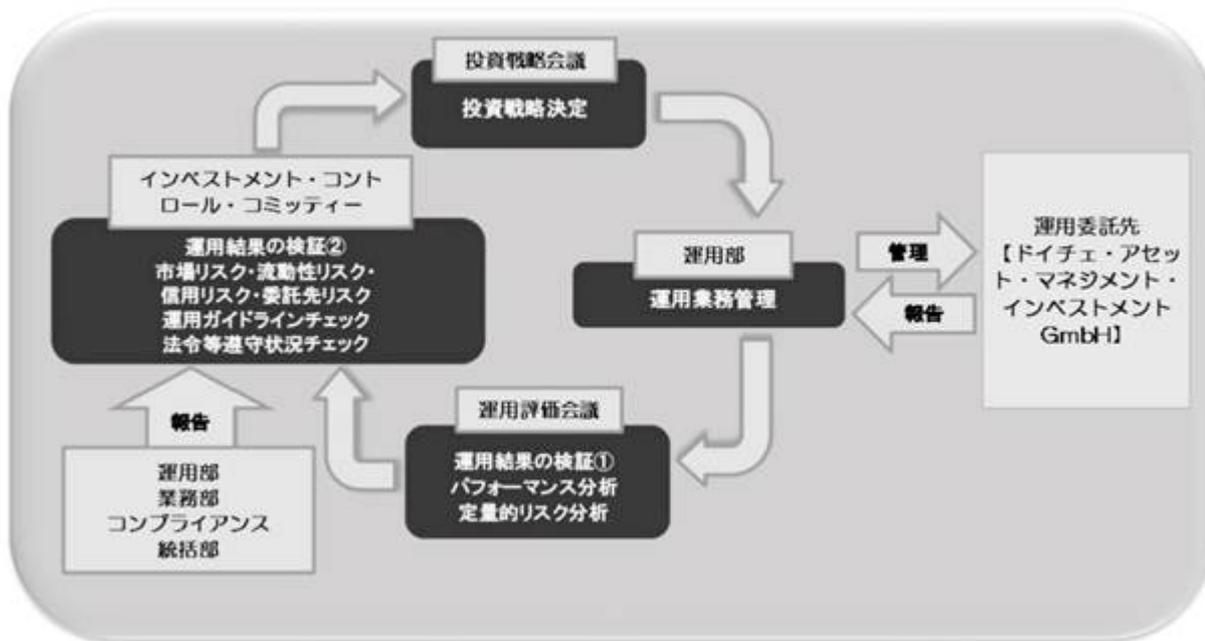 投資戦略会議
投資戦略決定
インベストメント・コント
ロール・コミッティー
運用結果の検証②
市場リスク・流動性リスク・
信用リスク・委託先リスク
運用ガイドラインチェック
法令等遵守状況チェック
運用部
運用業務管理
管理
報告
運用委託先
【ドイチェ・アセッ
ト・マネジメント・
インベストメント
GmbH】
運用評価会議
運用結果の検証①
パフォーマンス分析
定量的リスク分析
報告
運用部
業務部
コンプライアンス
統括部